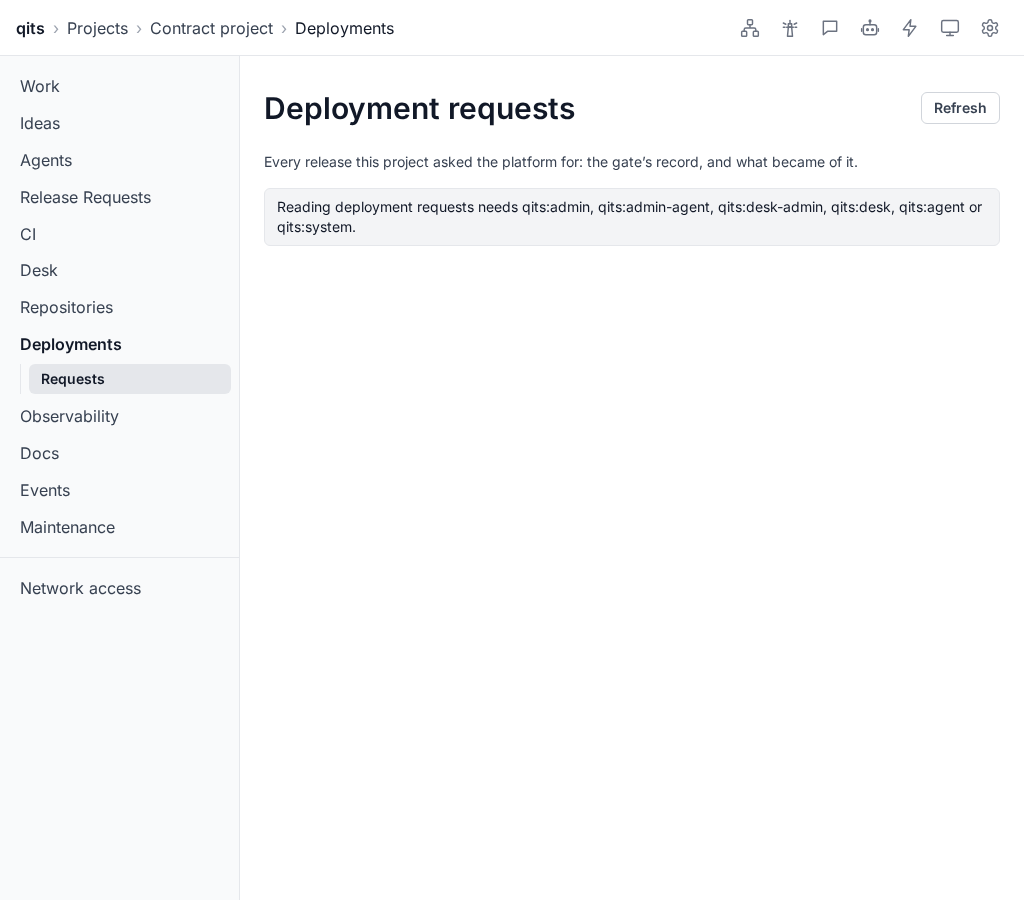 qits › Projects › Contract project › Deployments
Work
Ideas
Agents
Release Requests
CI
Desk
Repositories
Deployments
Requests
Observability
Docs
Events
Maintenance
Network access
Deployment requests
Refresh
Every release this project asked the platform for: the gate’s record, and what became of it.
Reading deployment requests needs qits:admin, qits:admin-agent, qits:desk-admin, qits:desk, qits:agent or
qits:system.